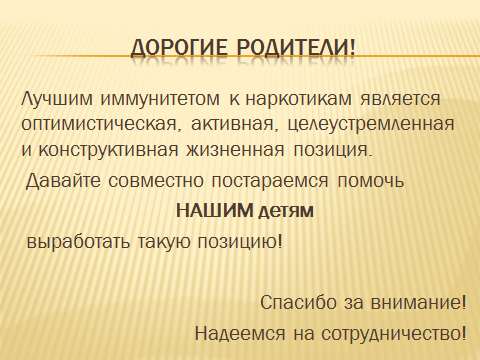 ДОРОГИЕ РОДИТЕЛИ!
Лучшим иммунитетом к наркотикам является
оптимистическая, активная, целеустремленная
и конструктивная жизненная позиция.
Давайте совместно постараемся помочь
НАШИМ детям
выработать такую позицию!
Спасибо за внимание!
Надеемся на сотрудничество!